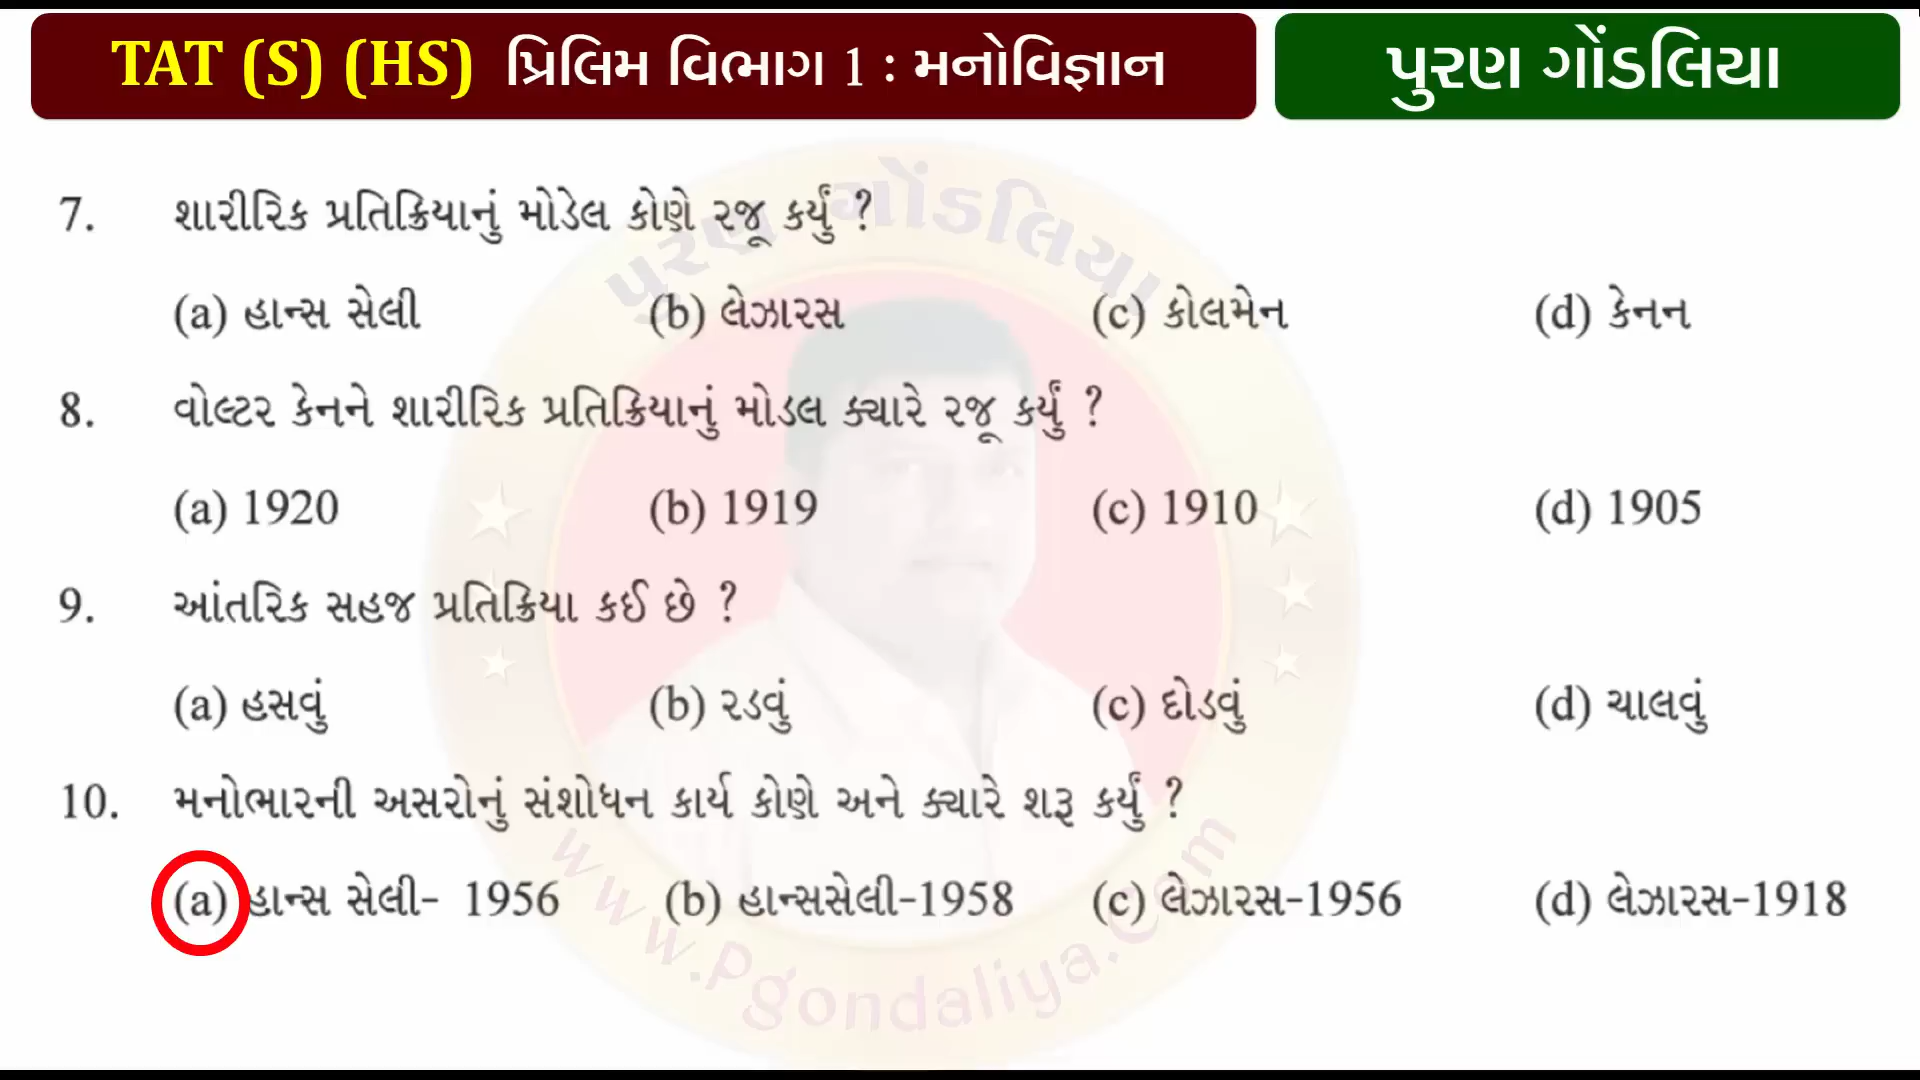 TAT (S) (HS) પ્રિલિમ વિભાગ 1 : મનોવિજ્ઞાન
પુરણ ગોંડલિયા
7. શારીરિક પ્રતિક્રિયાનું મોડેલ કોણે રજૂ કર્યું ?
(a) હાન્સ સેલી (b) લેઝારસ (c) કોલમેન (d) કેનન
8. વોલ્ટર કેનને શારીરિક પ્રતિક્રિયાનું મોડલ ક્યારે રજૂ કર્યું ?
(a) 1920 (b) 1919 (c) 1910 (d) 1905
9. આંતરિક સહજ પ્રતિક્રિયા કઈ છે ?
(a) હસવું (b) રડવું (c) દોડવું (d) ચાલવું
10. મનોભારની અસરોનું સંશોધન કાર્ય કોણે અને ક્યારે શરૂ કર્યું ?
(a) હાન્સ સેલી- 1956 (b) હાન્સસેલી-1958 (c) લેઝારસ-1956 (d) લેઝારસ-1918
પુરણ ગોંડલિયા
www.Pgondaliya.com